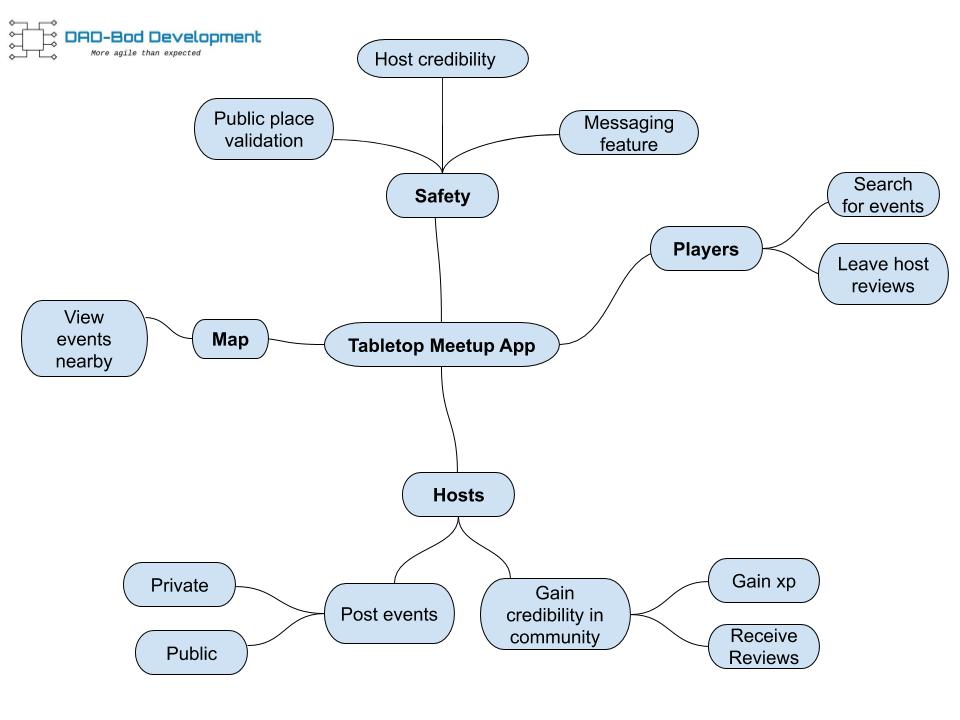 DAD-Bod Development
More agile than expected
Host credibility
Public place
validation
Messaging
feature
Safety
Search
for events
Players
Leave host
reviews
View
events
nearby
Map
Tabletop Meetup App
Hosts
Private
Post events
Public
Gain
credibility in
community
Gain xp
Receive
Reviews